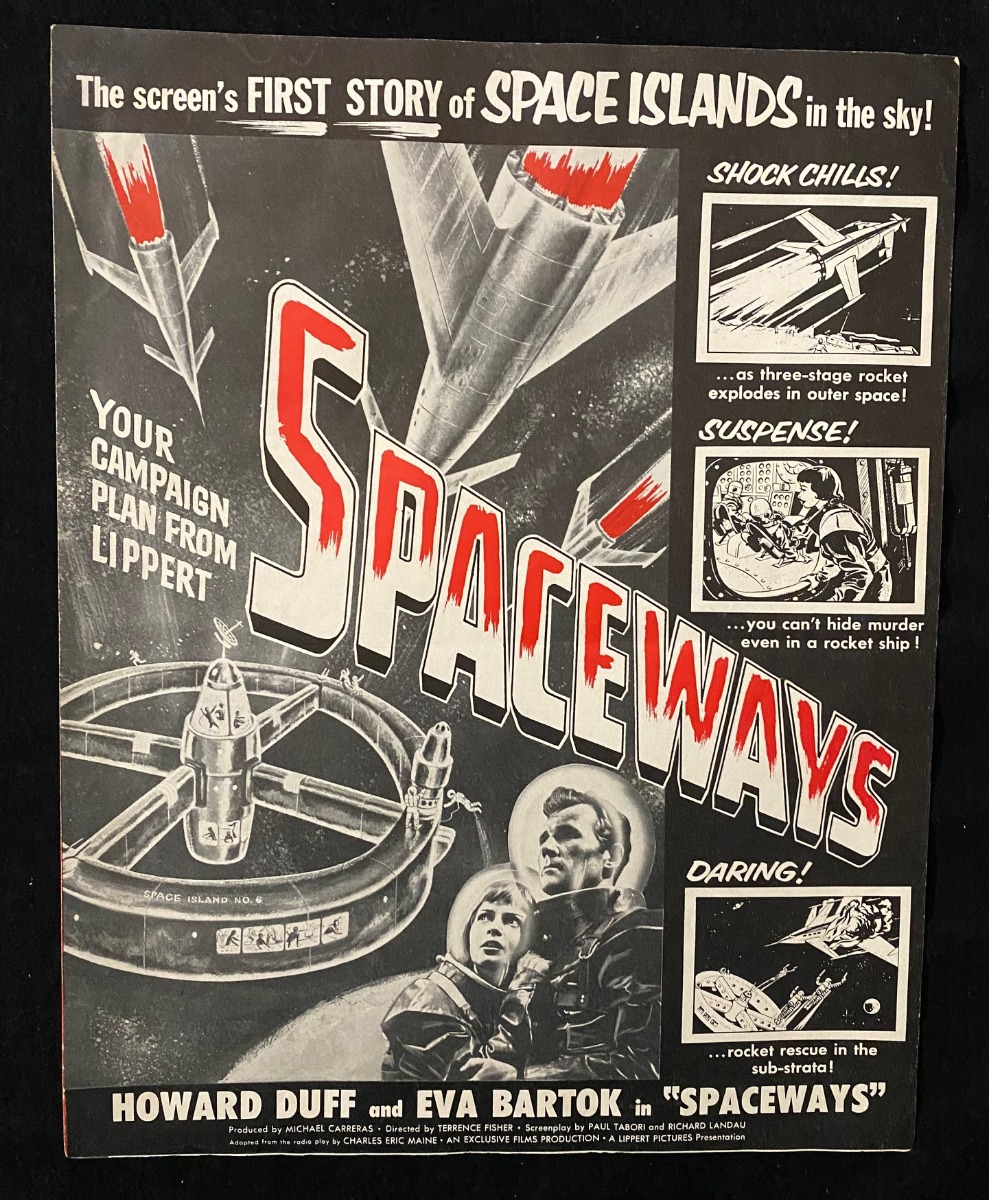 The screen's FIRST STORY of SPACE ISLANDS in the sky!
SHOCK CHILLS!
...as three-stage rocket
explodes in outer space!
YOUR
CAMPAIGN
PLAN FROM
LIPPERT
SPACEWAYS
SUSPENSE!
...you can't hide murder
even in a rocket ship!
SPACE ISLAND NO. 6
DARING!
...rocket rescue in the
sub-strata!
HOWARD DUFF and EVA BARTOK in "SPACEWAYS"
Produced by MICHAEL CARRERAS • Directed by TERRENCE FISHER • Screenplay by PAUL TABORI and RICHARD LANDAU
Adapted from the radio play by CHARLES ERIC MAINE • AN EXCLUSIVE FILMS PRODUCTION • A LIPPERT PICTURES Presentation